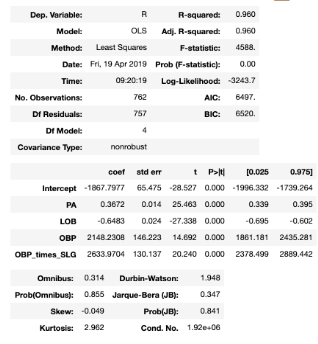 Dep. Variable: R R-squared: 0.960
Model: OLS Adj. R-squared: 0.960
Method: Least Squares F-statistic: 4588.
Date: Fri, 19 Apr 2019 Prob (F-statistic): 0.00
Time: 09:20:19 Log-Likelihood: -3243.7
No. Observations: 762 AIC: 6497.
Df Residuals: 757 BIC: 6520.
Df Model: 4
Covariance Type: nonrobust
coef std err t P>|t| [0.025 0.975]
Intercept -1867.7977 65.475 -28.527 0.000 -1996.332 -1739.264
PA 0.3672 0.014 25.463 0.000 0.339 0.395
LOB -0.6483 0.024 -27.338 0.000 -0.695 -0.602
OBP 2148.2308 146.223 14.692 0.000 1861.181 2435.281
OBP_times_SLG 2633.9704 130.137 20.240 0.000 2378.499 2889.442
Omnibus: 0.314 Durbin-Watson: 1.948
Prob(Omnibus): 0.855 Jarque-Bera (JB): 0.347
Skew: -0.049 Prob(JB): 0.841
Kurtosis: 2.962 Cond. No. 1.92e+06